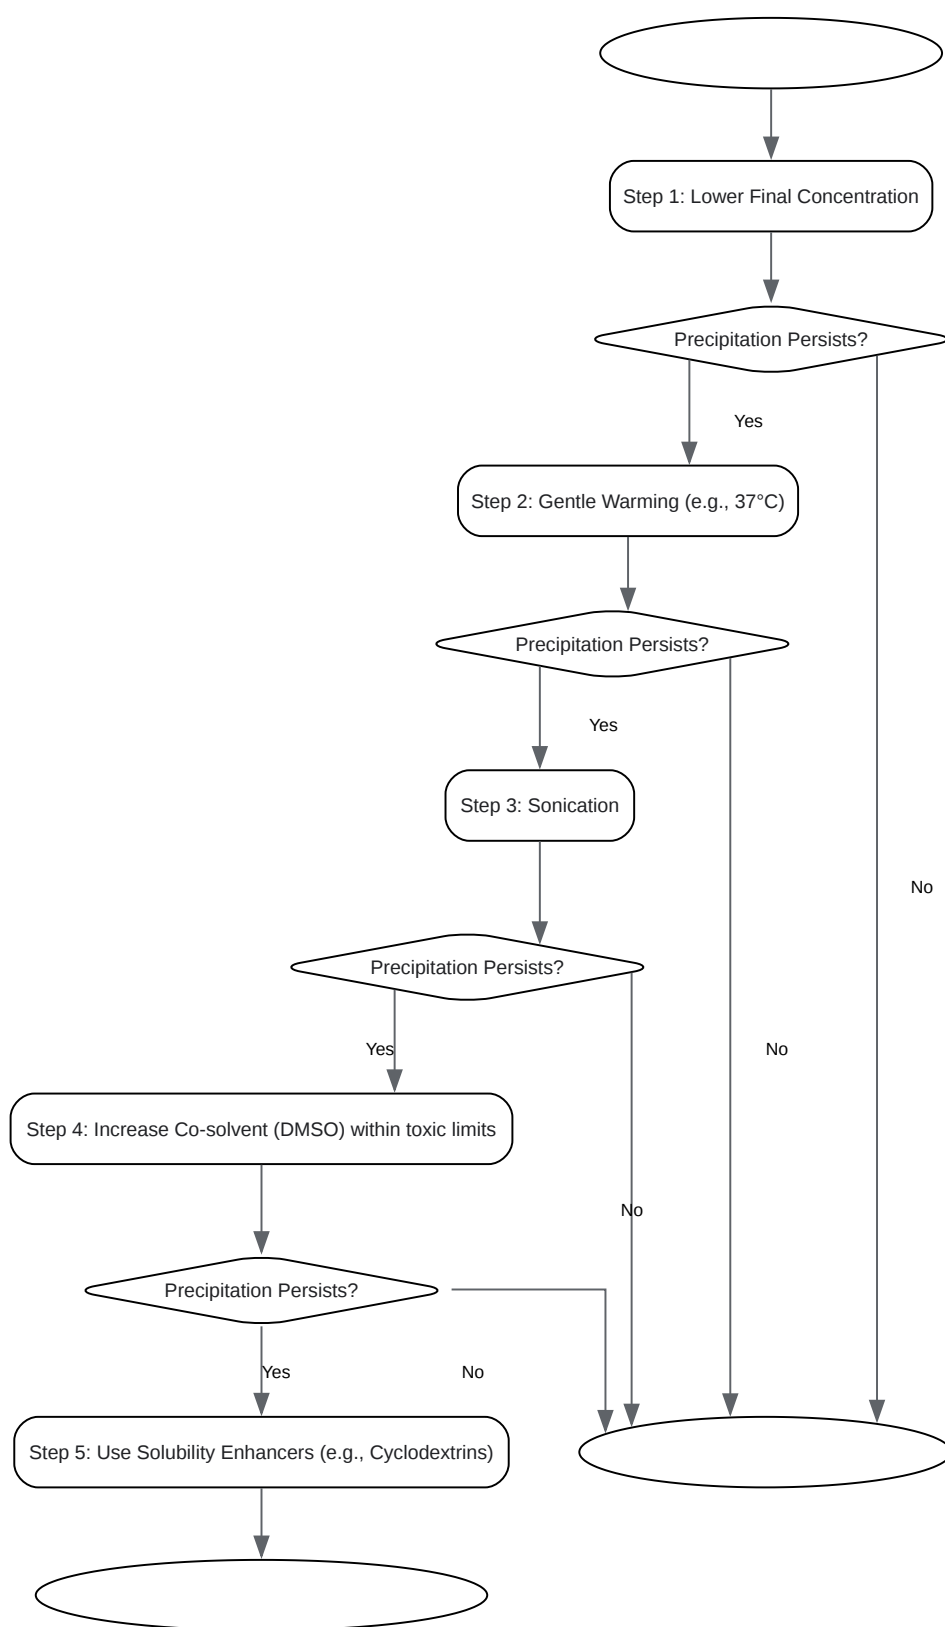 Step 1: Lower Final Concentration
Precipitation Persists?
Yes
Step 2: Gentle Warming (e.g., 37°C)
Precipitation Persists?
Yes
Step 3: Sonication
No
Precipitation Persists?
Yes
No
Step 4: Increase Co-solvent (DMSO) within toxic limits
No
Precipitation Persists?
Yes
No
Step 5: Use Solubility Enhancers (e.g., Cyclodextrins)